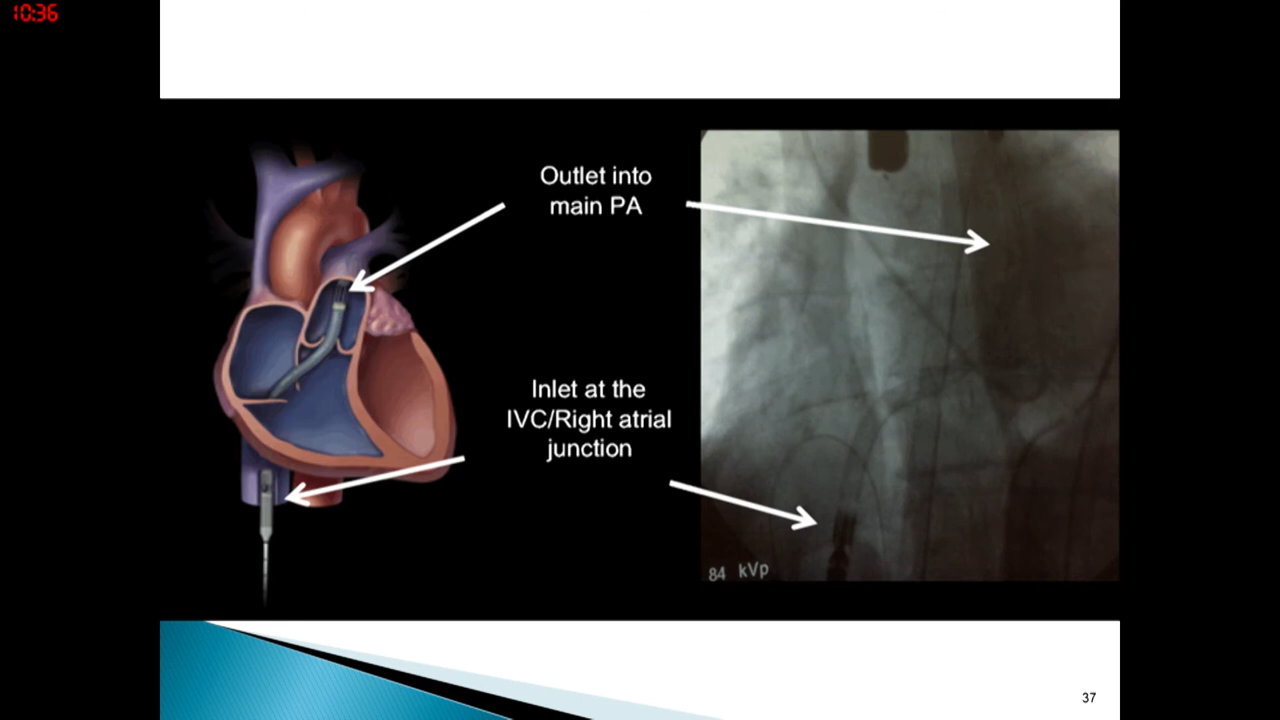 10:36
Outlet into
main PA
Inlet at the
IVC/Right atrial
junction
84 kVp
37